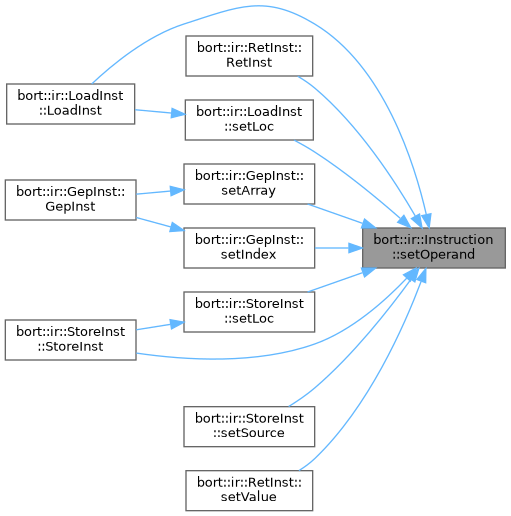 bort::ir::RetInst::
RetInst
bort::ir::LoadInst
::LoadInst
bort::ir::LoadInst
::setLoc
bort::ir::GepInst::
setArray
bort::ir::GepInst::
GepInst
bort::ir::GepInst::
setIndex
bort::ir::Instruction
::setOperand
bort::ir::StoreInst
::setLoc
bort::ir::StoreInst
::StoreInst
bort::ir::StoreInst
::setSource
bort::ir::RetInst::
setValue